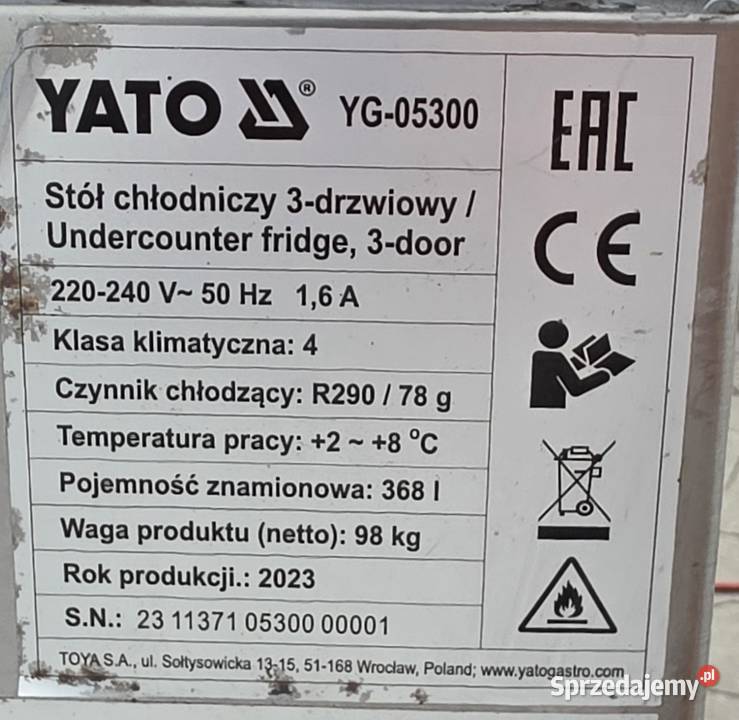 YATO ® YG-05300
EAC
Stół chłodniczy 3-drzwiowy /
Undercounter fridge, 3-door
CE
220-240 V~ 50 Hz 1,6 A
Klasa klimatyczna: 4
Czynnik chłodzący: R290 / 78 g
Temperatura pracy: +2 ~ +8 °C
Pojemność znamionowa: 368 l
Waga produktu (netto): 98 kg
Rok produkcji.: 2023
S.N.: 23 11371 05300 00001
TOYA S.A., ul. Sołtysowicka 13-15, 51-168 Wrocław, Poland; www.yatogastro.com
Sprzedajemy.pl